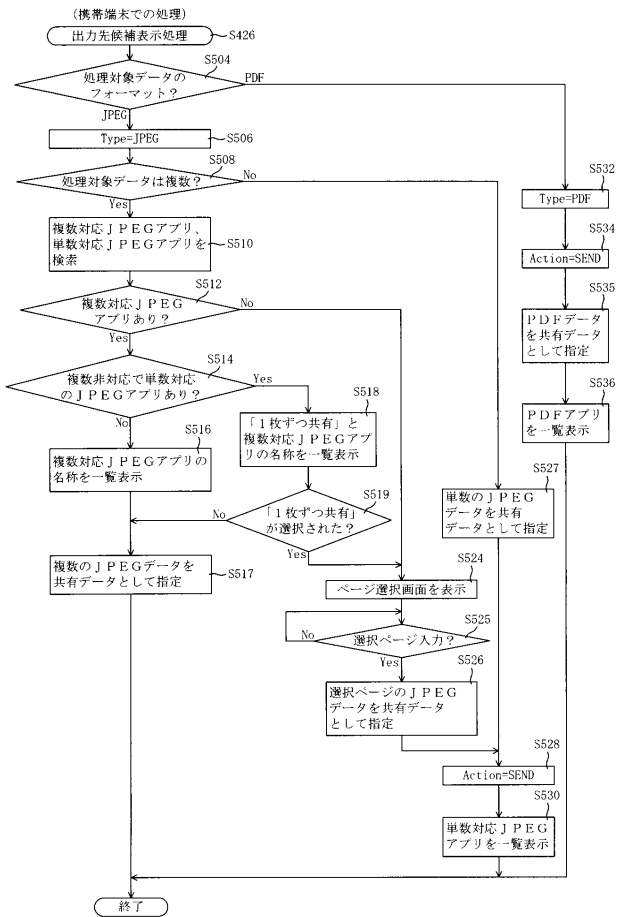 (携帯端末での処理)
出力先候補表示処理
S426
S504
処理対象データの
フォーマット?
PDF
JPEG
Type=JPEG
S506
S508
処理対象データは複数?
No
Yes
複数対応JPEGアプリ、
単数対応JPEGアプリを
検索
S510
S512
複数対応JPEG
アプリあり?
No
Yes
S514
複数非対応で単数対応
のJPEGアプリあり?
Yes
No
S516
複数対応JPEGアプリの
名称を一覧表示
S518
「1枚ずつ共有」と
複数対応JPEGアプ
リの名称を一覧表示
S519
「1枚ずつ共有」
が選択された?
No
Yes
複数のJPEGデータを
共有データとして指定
S517
S524
ページ選択画面を表示
S525
選択ページ入力?
No
Yes
S526
選択ページのJPEG
データを共有データ
として指定
S527
単数のJPEG
データを共有
データとして指定
S528
Action=SEND
S530
単数対応JPEG
アプリを一覧表示
S532
Type=PDF
S534
Action=SEND
S535
PDFデータ
を共有データ
として指定
S536
PDFアプリ
を一覧表示
終了